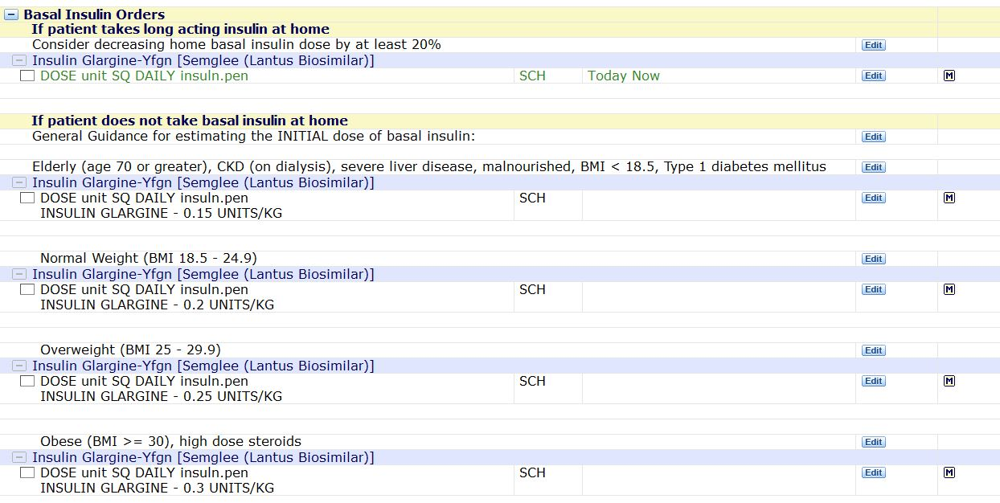 Basal Insulin Orders
If patient takes long acting insulin at home
Consider decreasing home basal insulin dose by at least 20% Edit
Insulin Glargine-Yfgn [Semglee (Lantus Biosimilar)]
DOSE unit SQ DAILY insuln.pen SCH Today Now Edit M
If patient does not take basal insulin at home
General Guidance for estimating the INITIAL dose of basal insulin: Edit
Elderly (age 70 or greater), CKD (on dialysis), severe liver disease, malnourished, BMI < 18.5, Type 1 diabetes mellitus Edit
Insulin Glargine-Yfgn [Semglee (Lantus Biosimilar)]
DOSE unit SQ DAILY insuln.pen SCH Edit M
INSULIN GLARGINE - 0.15 UNITS/KG
Normal Weight (BMI 18.5 - 24.9) Edit
Insulin Glargine-Yfgn [Semglee (Lantus Biosimilar)]
DOSE unit SQ DAILY insuln.pen SCH Edit M
INSULIN GLARGINE - 0.2 UNITS/KG
Overweight (BMI 25 - 29.9) Edit
Insulin Glargine-Yfgn [Semglee (Lantus Biosimilar)]
DOSE unit SQ DAILY insuln.pen SCH Edit M
INSULIN GLARGINE - 0.25 UNITS/KG
Obese (BMI >= 30), high dose steroids Edit
Insulin Glargine-Yfgn [Semglee (Lantus Biosimilar)]
DOSE unit SQ DAILY insuln.pen SCH Edit M
INSULIN GLARGINE - 0.3 UNITS/KG